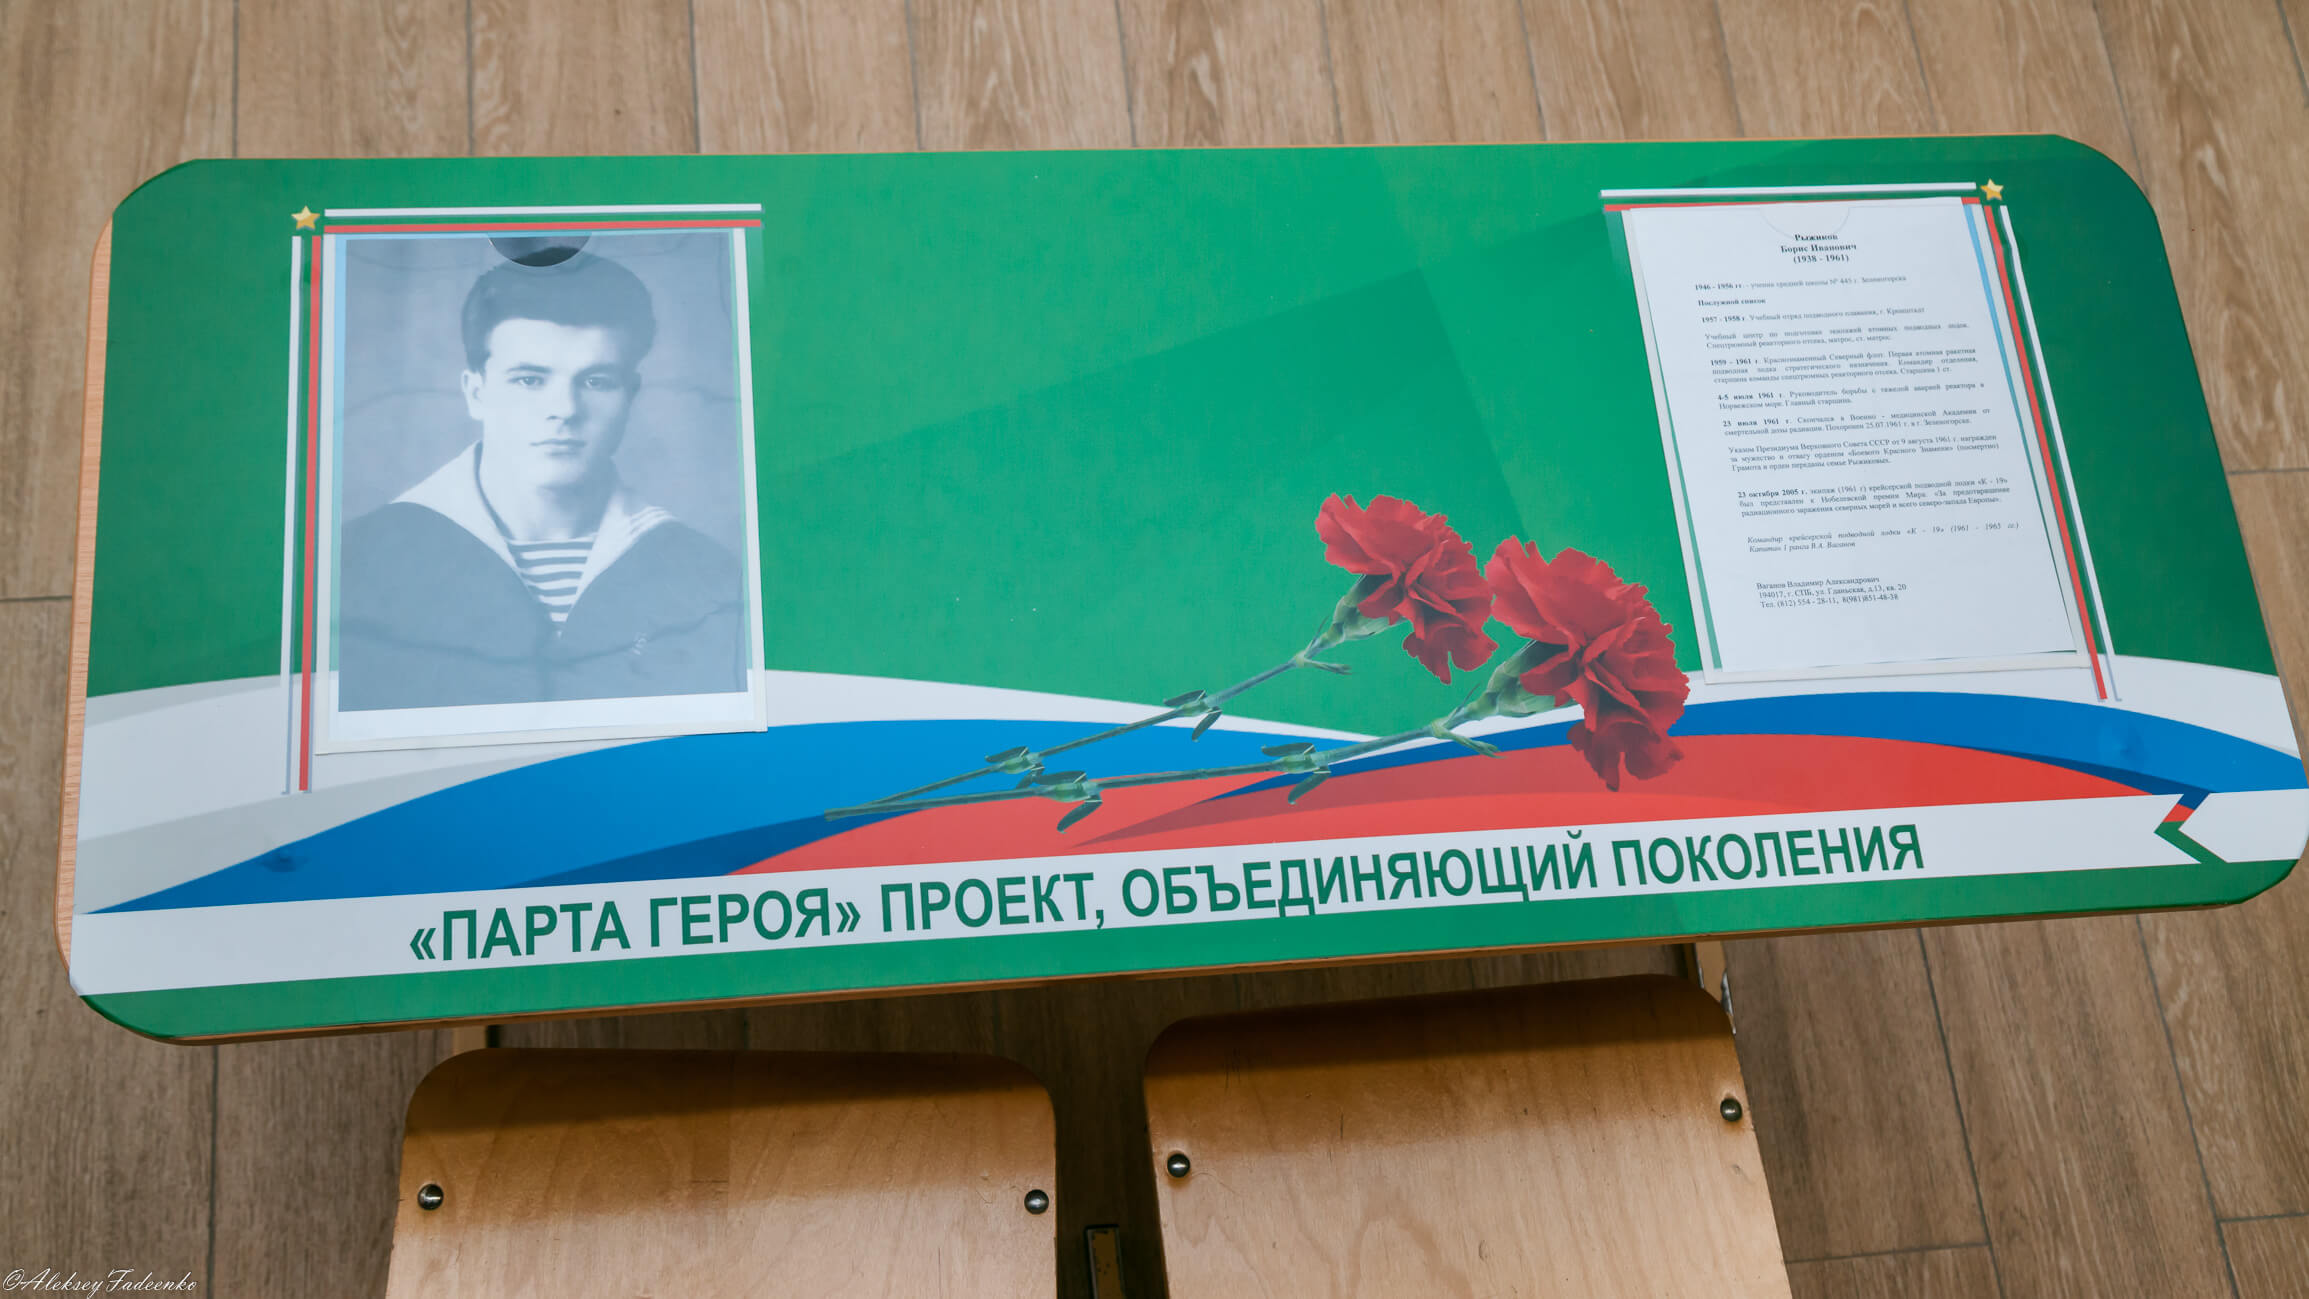 Рыжиков
Борис Иванович
(1938 - 1961)
1946 - 1956 гг. - ученик средней школы № 445 г. Зеленогорска
Послужной список
1957 - 1958 г. Учебный отряд подводного плавания, г. Кронштадт
Учебный центр по подготовке экипажей атомных подводных лодок.
Спецтрюмный реакторного отсека, матрос, ст. матрос.
1959 - 1961 г. Краснознаменный Северный флот. Первая атомная ракетная
подводная лодка стратегического назначения. Командир отделения,
старшина команды спецтрюмных реакторного отсека. Старшина 1 ст.
4-5 июля 1961 г. Руководитель борьбы с тяжелой аварией реактора в
Норвежском море. Главный старшина.
23 июля 1961 г. Скончался в Военно - медицинской Академии от
смертельной дозы радиации. Похоронен 25.07.1961 г. в г. Зеленогорске.
Указом Президиума Верховного Совета СССР от 9 августа 1961 г. награжден
за мужество и отвагу орденом «Боевого Красного Знамени» (посмертно)
Грамота и орден переданы семье Рыжиковых.
23 октября 2005 г. экипаж (1961 г) крейсерской подводной лодки «К - 19»
был представлен к Нобелевской премии Мира. «За предотвращение
радиационного заражения северных морей и всего северо-запада Европы».
Командир крейсерской подводной лодки «К - 19» (1961 - 1965 гг.)
Капитан 1 ранга В.А. Ваганов
Ваганов Владимир Александрович
194017, г. СПБ, ул. Гданьская, д.13, кв. 20
Тел. (812) 554 - 28-11, 8(981)851-48-38
«ПАРТА ГЕРОЯ» ПРОЕКТ, ОБЪЕДИНЯЮЩИЙ ПОКОЛЕНИЯ
©Aleksey Fadeenko